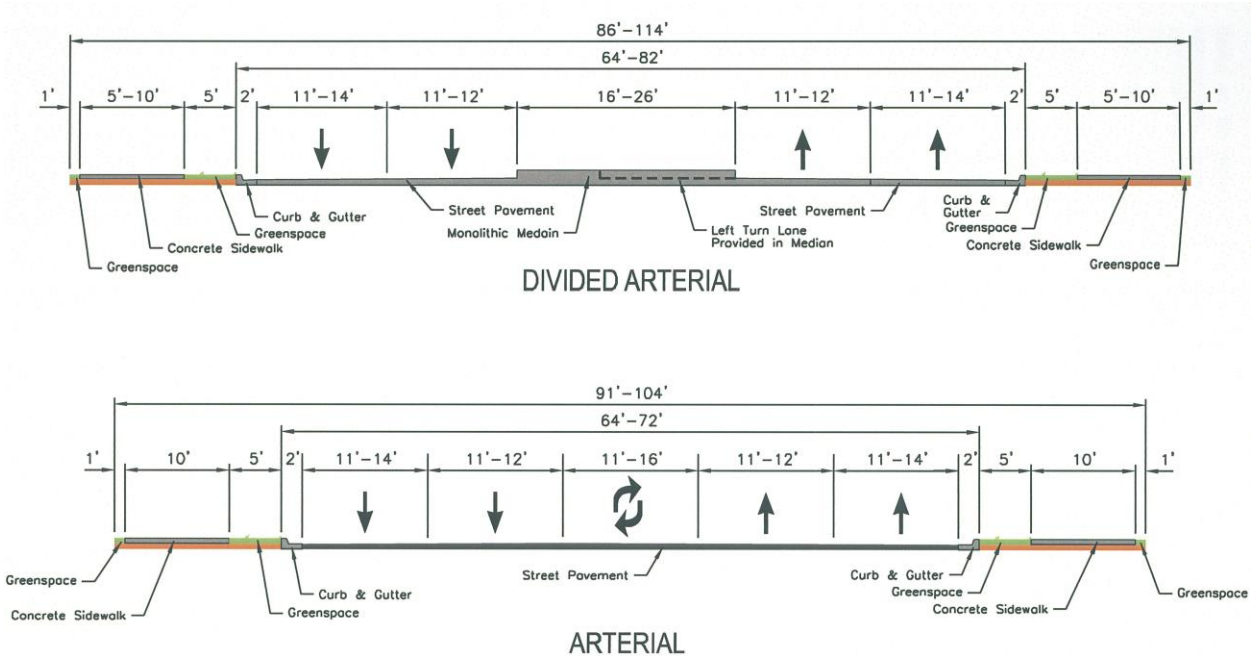 86'-114'
64'-82'
1' 5'-10' 5' 2' 11'-14' 11'-12' 16'-26' 11'-12' 11'-14' 2' 5' 5'-10' 1'
Curb & Gutter
Greenspace
Concrete Sidewalk
Greenspace
Street Pavement
Monolithic Medain
Left Turn Lane
Provided in Median
Street Pavement
Curb &
Gutter
Greenspace
Concrete Sidewalk
Greenspace
DIVIDED ARTERIAL
91'-104'
64'-72'
1' 10' 5' 2' 11'-14' 11'-12' 11'-16' 11'-12' 11'-14' 2' 5' 10' 1'
Greenspace
Concrete Sidewalk
Curb & Gutter
Greenspace
Street Pavement
Curb & Gutter
Greenspace
Concrete Sidewalk
Greenspace
ARTERIAL